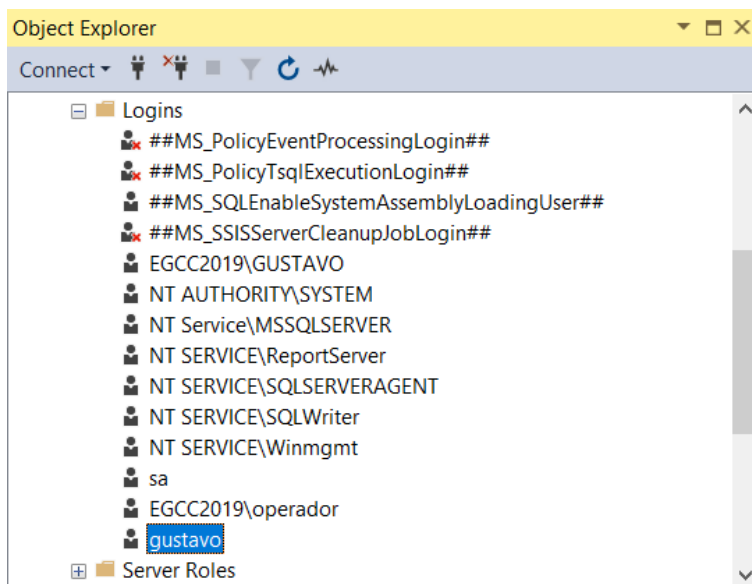 Object Explorer
Connect
Logins
##MS_PolicyEventProcessingLogin##
##MS_PolicyTsqlExecutionLogin##
##MS_SQLEnableSystemAssemblyLoadingUser##
##MS_SSISServerCleanupJobLogin##
EGCC2019\GUSTAVO
NT AUTHORITY\SYSTEM
NT Service\MSSQLSERVER
NT SERVICE\ReportServer
NT SERVICE\SQLSERVERAGENT
NT SERVICE\SQLWriter
NT SERVICE\Winmgmt
sa
EGCC2019\operador
gustavo
Server Roles